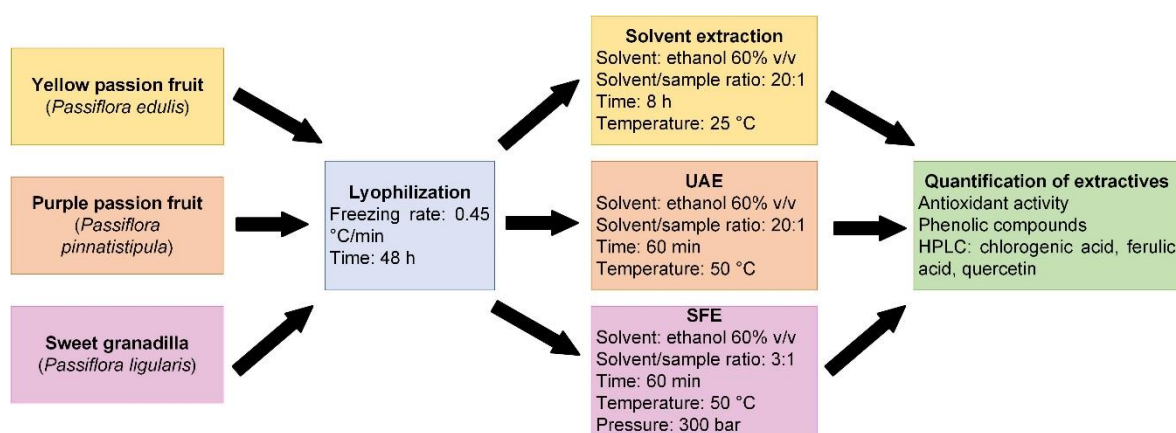 Yellow passion fruit
(Passiflora edulis)
Purple passion fruit
(Passiflora
pinnatistipula)
Sweet granadilla
(Passiflora ligularis)
Lyophilization
Freezing rate: 0.45
°C/min
Time: 48 h
Solvent extraction
Solvent: ethanol 60% v/v
Solvent/sample ratio: 20:1
Time: 8 h
Temperature: 25 °C
UAE
Solvent: ethanol 60% v/v
Solvent/sample ratio: 20:1
Time: 60 min
Temperature: 50 °C
SFE
Solvent: ethanol 60% v/v
Solvent/sample ratio: 3:1
Time: 60 min
Temperature: 50 °C
Pressure: 300 bar
Quantification of extractives
Antioxidant activity
Phenolic compounds
HPLC: chlorogenic acid, ferulic
acid, quercetin